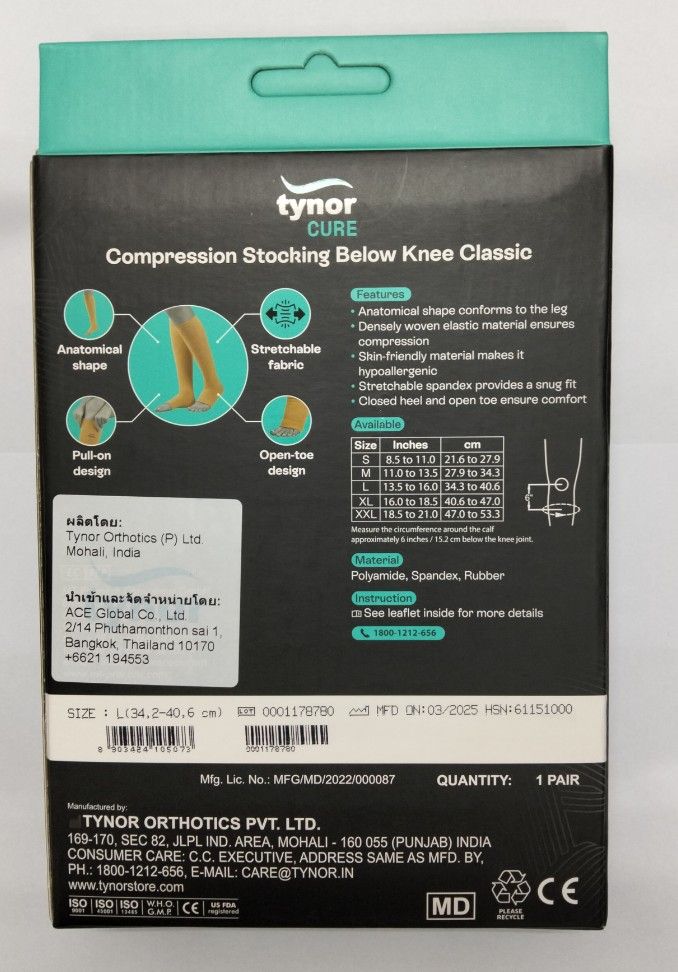 tynor
CURE
Compression Stocking Below Knee Classic
Anatomical
shape
Stretchable
fabric
Pull-on
design
Open-toe
design
Features
• Anatomical shape conforms to the leg
• Densely woven elastic material ensures
compression
• Skin-friendly material makes it
hypoallergenic
• Stretchable spandex provides a snug fit
• Closed heel and open toe ensure comfort
Available
Size Inches cm
S 8.5 to 11.0 21.6 to 27.9
M 11.0 to 13.5 27.9 to 34.3
L 13.5 to 16.0 34.3 to 40.6
XL 16.0 to 18.5 40.6 to 47.0
XXL 18.5 to 21.0 47.0 to 53.3
6"
Measure the circumference around the calf
approximately 6 inches / 15.2 cm below the knee joint.
Material
Polyamide, Spandex, Rubber
Instruction
See leaflet inside for more details
1800-1212-656
ผลิตโดย:
Tynor Orthotics (P) Ltd.
Mohali, India
นำเข้าและจัดจำหน่ายโดย:
ACE Global Co., Ltd.
2/14 Phuthamonthon sai 1,
Bangkok, Thailand 10170
+6621 194553
SIZE : L(34,2-40,6 cm) LOT 0001178780 MFD ON:03/2025 HSN:61151000
8 903484 105073 0001178780
Mfg. Lic. No.: MFG/MD/2022/000087 QUANTITY: 1 PAIR
Manufactured by:
TYNOR ORTHOTICS PVT. LTD.
169-170, SEC 82, JLPL IND. AREA, MOHALI - 160 055 (PUNJAB) INDIA
CONSUMER CARE: C.C. EXECUTIVE, ADDRESS SAME AS MFD. BY,
PH.: 1800-1212-656, E-MAIL: CARE@TYNOR.IN
www.tynorstore.com
ISO 9001 ISO 45001 ISO 13485 W.H.O. G.M.P. CE US FDA registered
MD
PLEASE
RECYCLE
CE